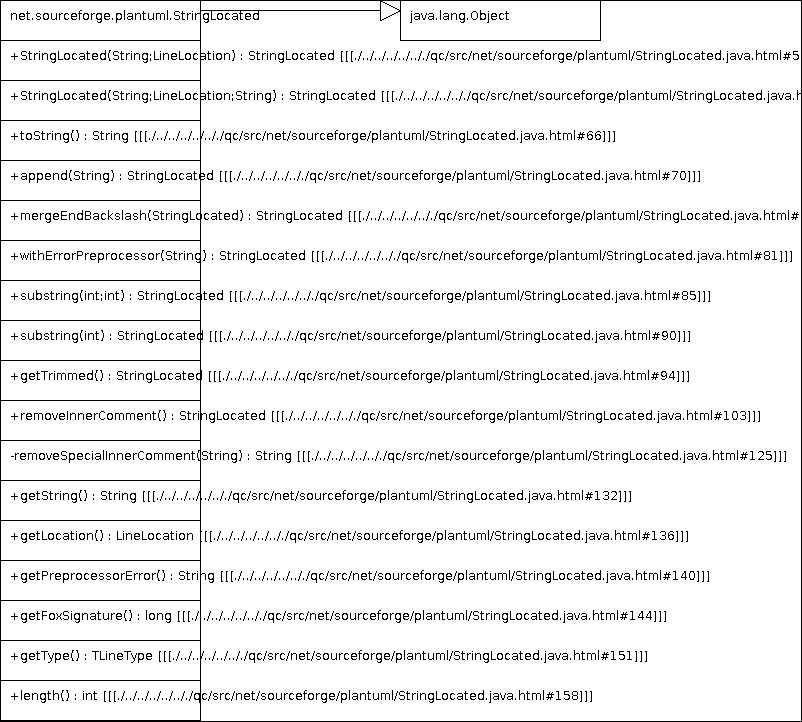 net.sourceforge.plantuml.StringLocated
java.lang.Object
+StringLocated(String;LineLocation) : StringLocated [[[./../../../../../qc/src/net/sourceforge/plantuml/StringLocated.java.html#5
+StringLocated(String;LineLocation;String) : StringLocated [[[./../../../../../qc/src/net/sourceforge/plantuml/StringLocated.java.h
+toString() : String [[[./../../../../../qc/src/net/sourceforge/plantuml/StringLocated.java.html#66]]]
+append(String) : StringLocated [[[./../../../../../qc/src/net/sourceforge/plantuml/StringLocated.java.html#70]]]
+mergeEndBackslash(StringLocated) : StringLocated [[[./../../../../../qc/src/net/sourceforge/plantuml/StringLocated.java.html#
+withErrorPreprocessor(String) : StringLocated [[[./../../../../../qc/src/net/sourceforge/plantuml/StringLocated.java.html#81]]]
+substring(int;int) : StringLocated [[[./../../../../../qc/src/net/sourceforge/plantuml/StringLocated.java.html#85]]]
+substring(int) : StringLocated [[[./../../../../../qc/src/net/sourceforge/plantuml/StringLocated.java.html#90]]]
+getTrimmed() : StringLocated [[[./../../../../../qc/src/net/sourceforge/plantuml/StringLocated.java.html#94]]]
+removeInnerComment() : StringLocated [[[./../../../../../qc/src/net/sourceforge/plantuml/StringLocated.java.html#103]]]
-removeSpecialInnerComment(String) : String [[[./../../../../../qc/src/net/sourceforge/plantuml/StringLocated.java.html#125]]]
+getString() : String [[[./../../../../../qc/src/net/sourceforge/plantuml/StringLocated.java.html#132]]]
+getLocation() : LineLocation [[[./../../../../../qc/src/net/sourceforge/plantuml/StringLocated.java.html#136]]]
+getPreprocessorError() : String [[[./../../../../../qc/src/net/sourceforge/plantuml/StringLocated.java.html#140]]]
+getFoxSignature() : long [[[./../../../../../qc/src/net/sourceforge/plantuml/StringLocated.java.html#144]]]
+getType() : TLineType [[[./../../../../../qc/src/net/sourceforge/plantuml/StringLocated.java.html#151]]]
+length() : int [[[./../../../../../qc/src/net/sourceforge/plantuml/StringLocated.java.html#158]]]